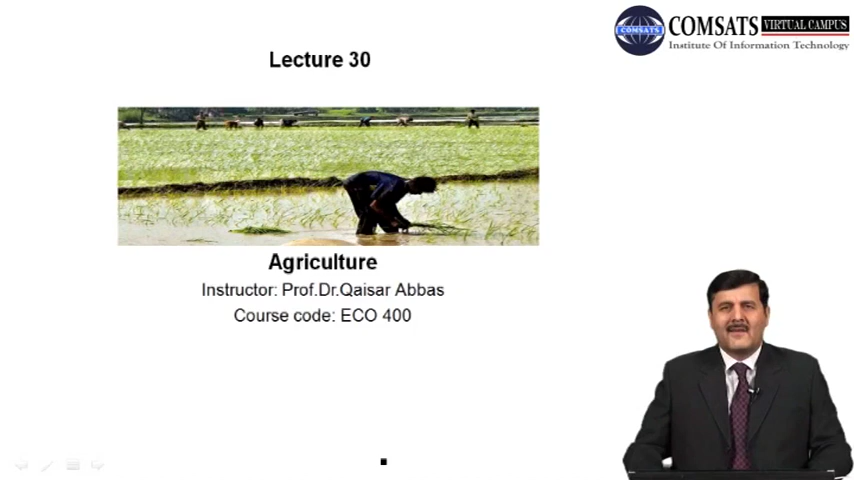 COMSATS VIRTUAL CAMPUS
COMSATS
Institute Of Information Technology
Lecture 30
Agriculture
Instructor: Prof.Dr.Qaisar Abbas
Course code: ECO 400